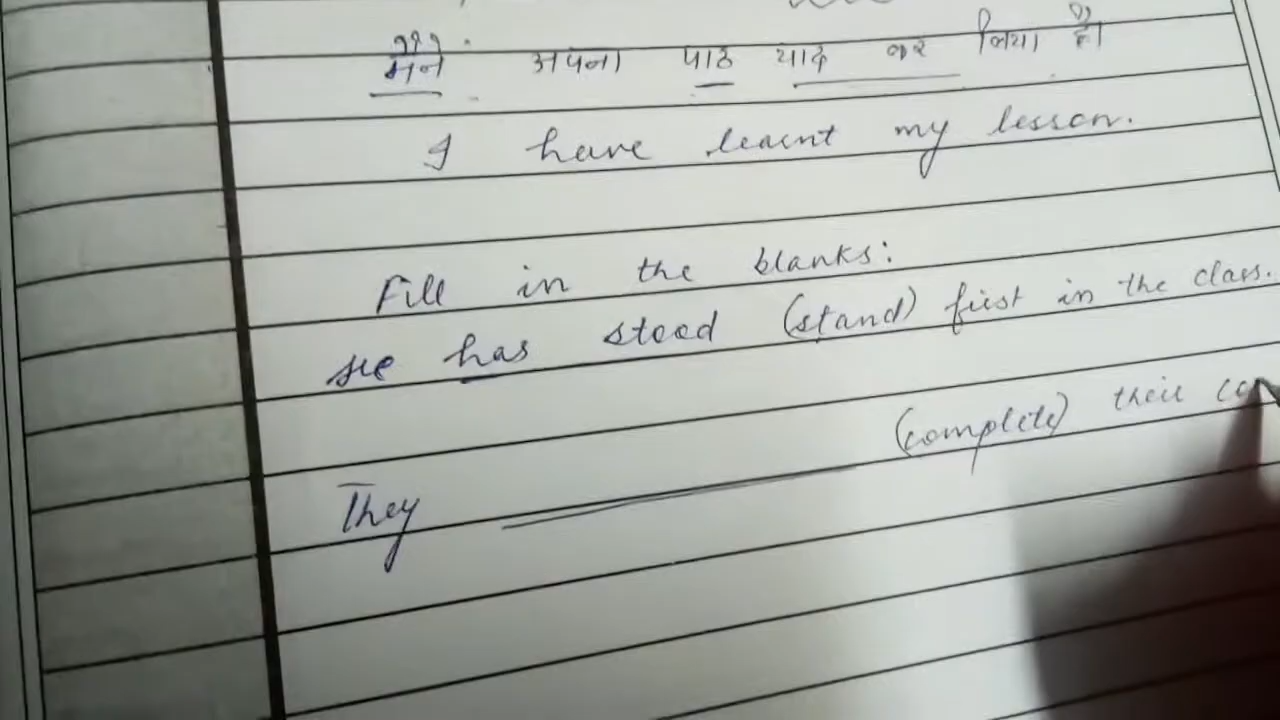 मैंने अपना पाठ याद कर लिया है।
I have learnt my lesson.
Fill in the blanks:
He has stood (stand) first in the class.
They (complete) their